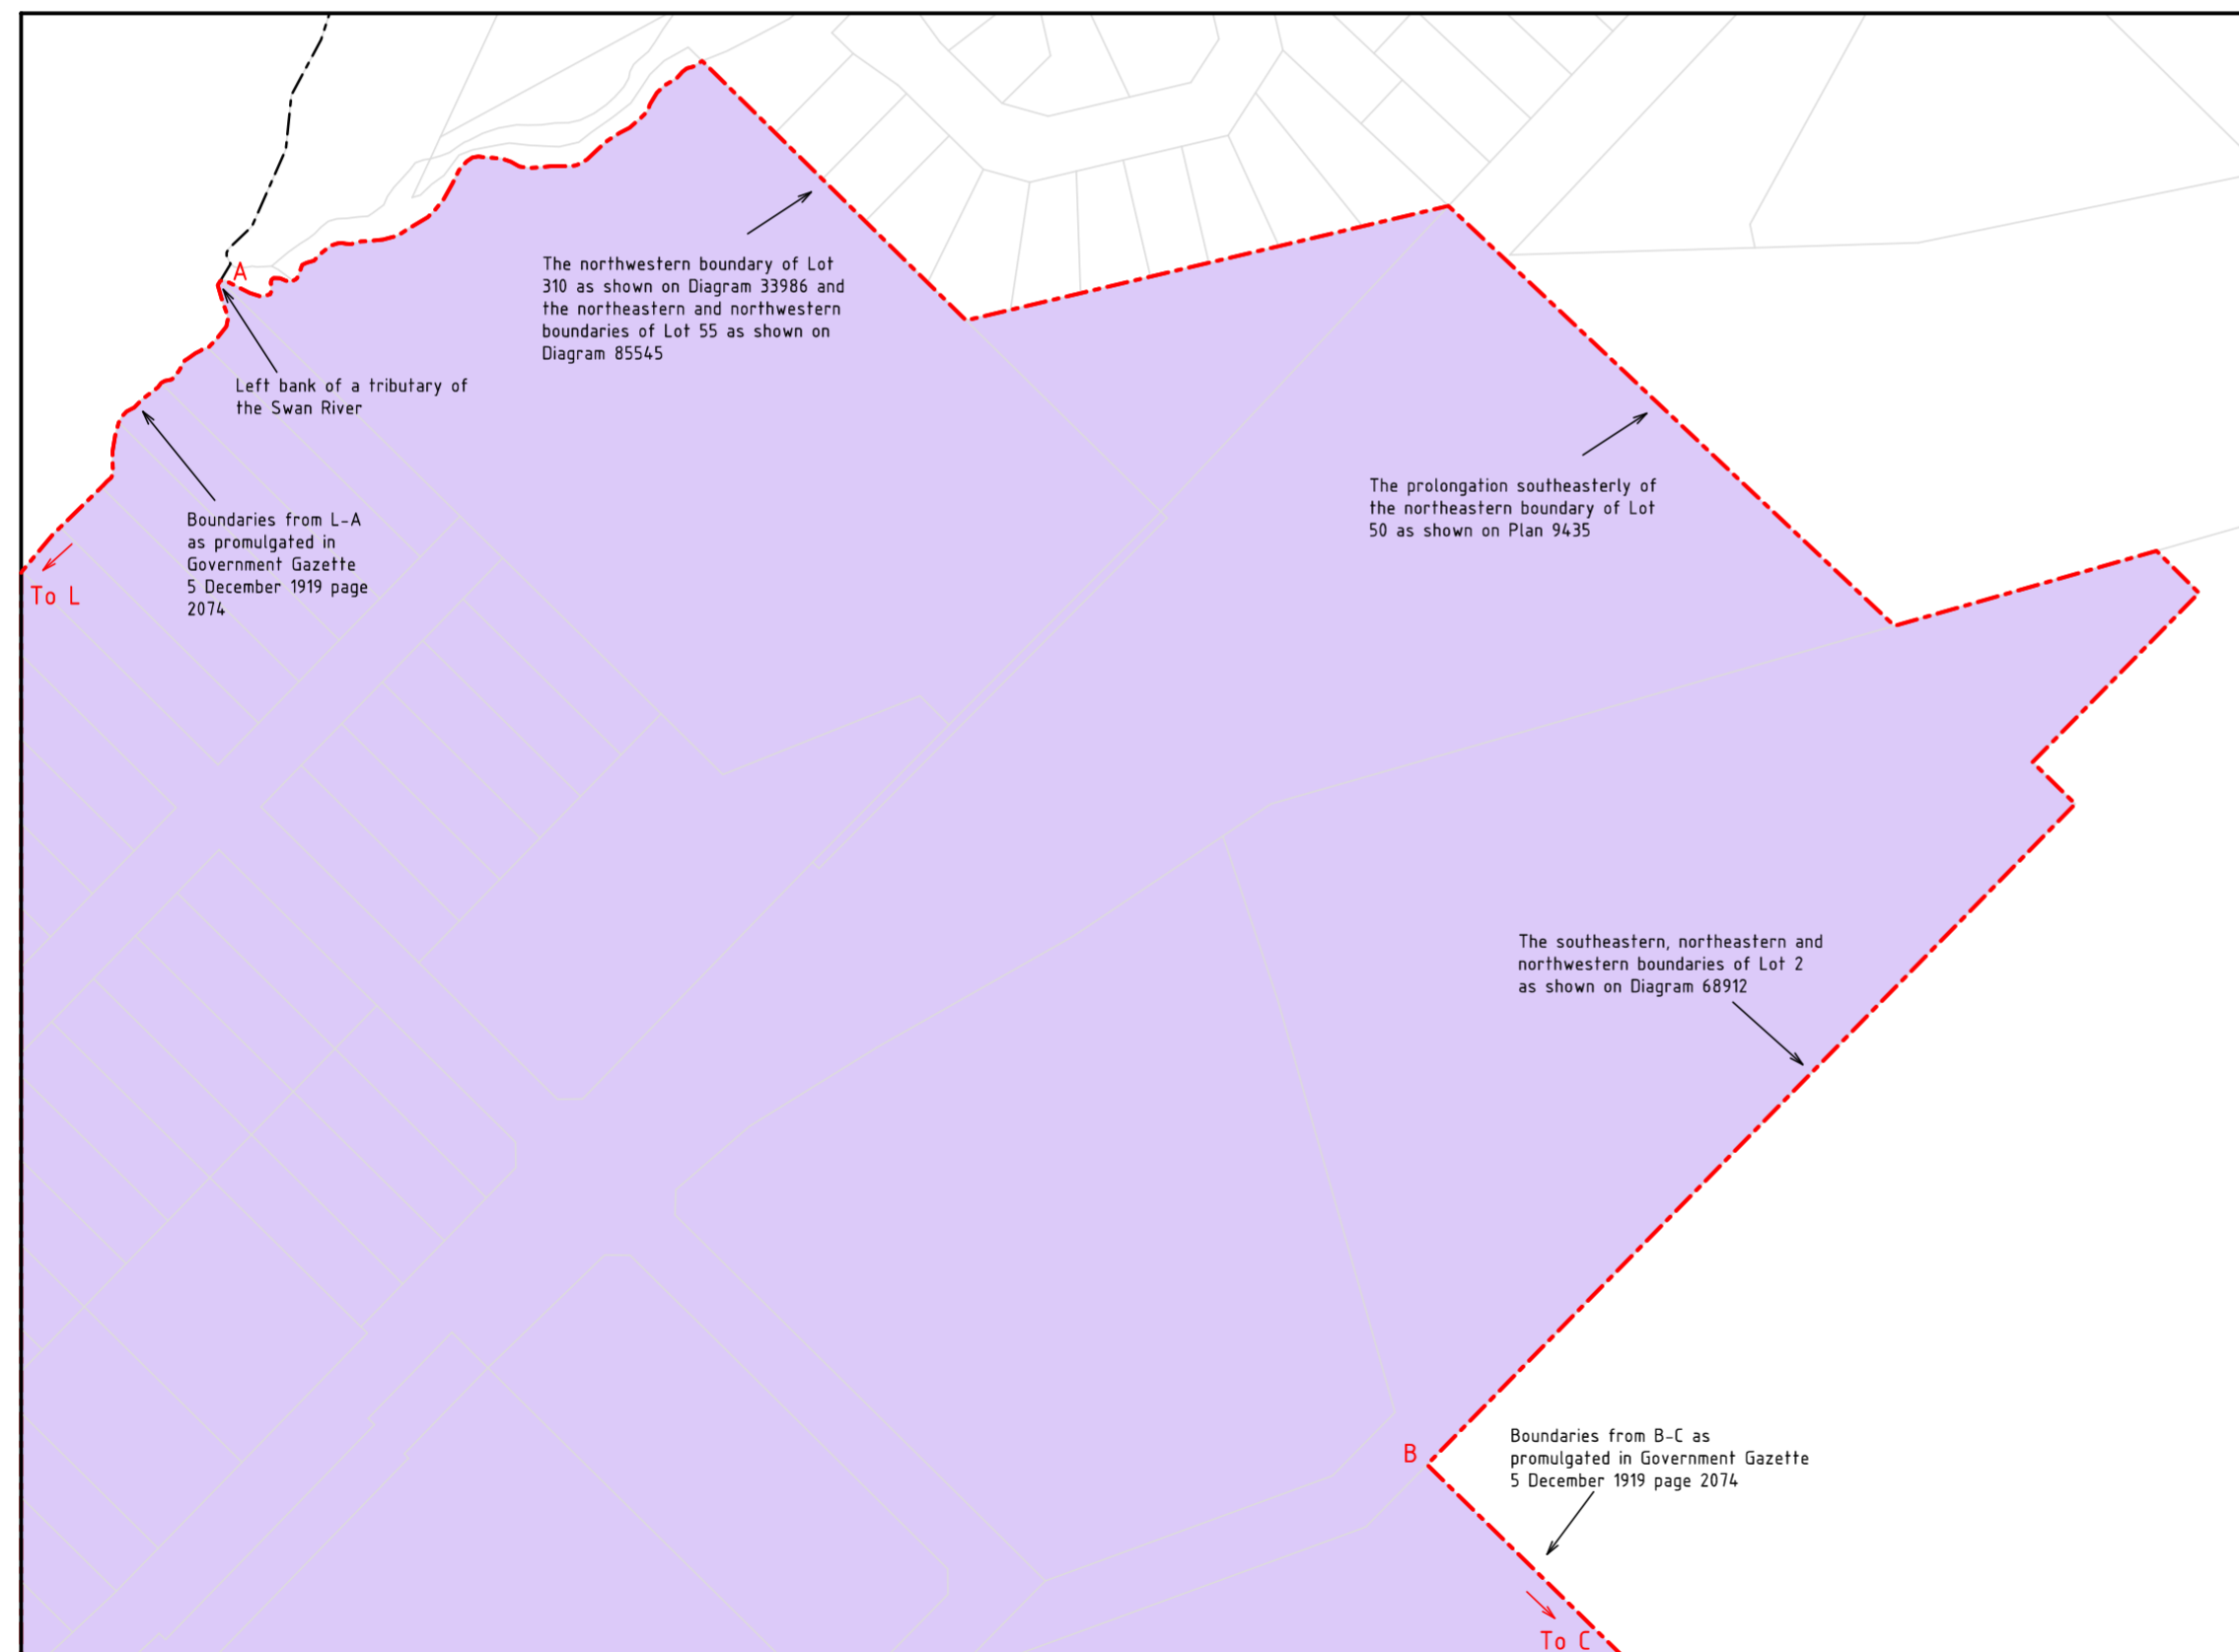 A
The northwestern boundary of Lot
310 as shown on Diagram 33986 and
the northeastern and northwestern
boundaries of Lot 55 as shown on
Diagram 85545
Left bank of a tributary of
the Swan River
Boundaries from L-A
as promulgated in
Government Gazette
5 December 1919 page
2074
To L
The prolongation southeasterly of
the northeastern boundary of Lot
50 as shown on Plan 9435
The southeastern, northeastern and
northwestern boundaries of Lot 2
as shown on Diagram 68912
B
Boundaries from B-C as
promulgated in Government Gazette
5 December 1919 page 2074
To C